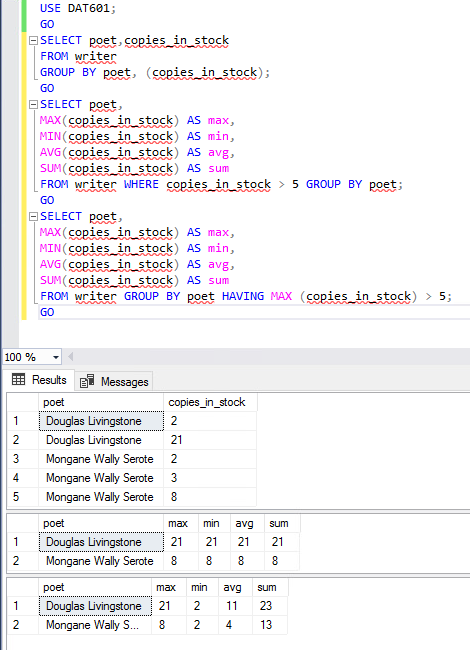 USE DAT601;
GO
SELECT poet,copies_in_stock
FROM writer
GROUP BY poet, (copies_in_stock);
GO
SELECT poet,
MAX(copies_in_stock) AS max,
MIN(copies_in_stock) AS min,
AVG(copies_in_stock) AS avg,
SUM(copies_in_stock) AS sum
FROM writer WHERE copies_in_stock > 5 GROUP BY poet;
GO
SELECT poet,
MAX(copies_in_stock) AS max,
MIN(copies_in_stock) AS min,
AVG(copies_in_stock) AS avg,
SUM(copies_in_stock) AS sum
FROM writer GROUP BY poet HAVING MAX (copies_in_stock) > 5;
GO
100 %
Results Messages
poet copies_in_stock
1 Douglas Livingstone 2
2 Douglas Livingstone 21
3 Mongane Wally Serote 2
4 Mongane Wally Serote 3
5 Mongane Wally Serote 8
poet max min avg sum
1 Douglas Livingstone 21 21 21 21
2 Mongane Wally Serote 8 8 8 8
poet max min avg sum
1 Douglas Livingstone 21 2 11 23
2 Mongane Wally S... 8 2 4 13